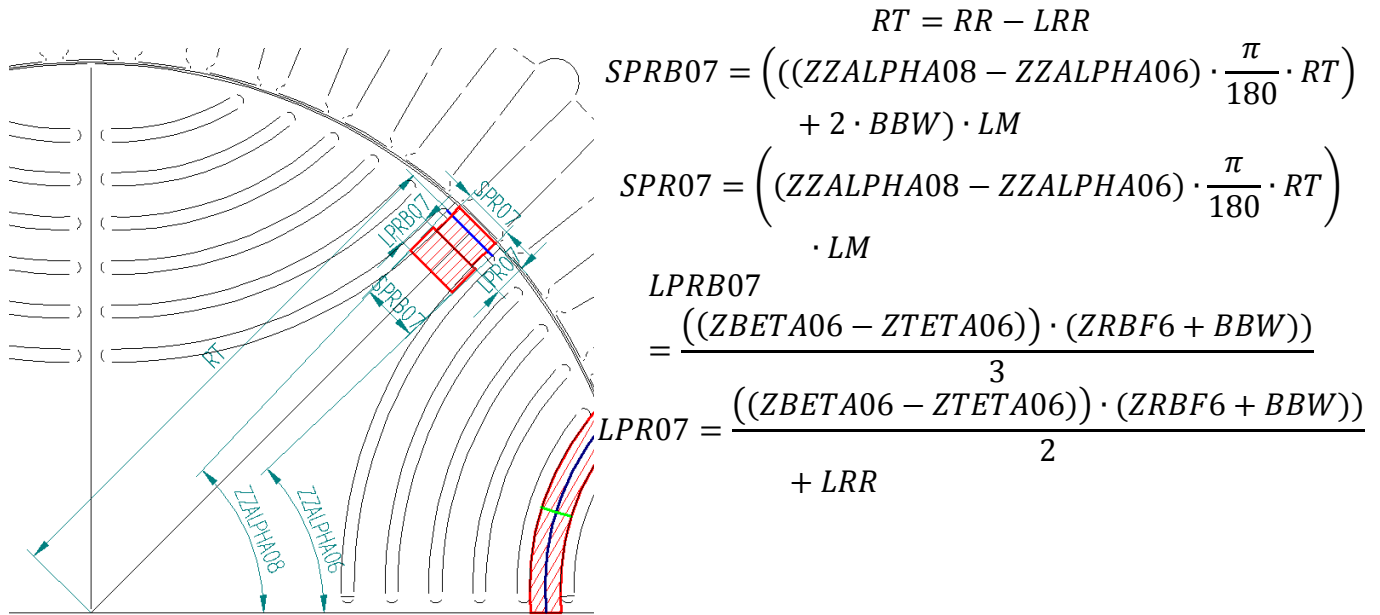 RT = RR − LRR
SPRB07 = (((ZZALPHA08 − ZZALPHA06) · π/180 · RT)
+ 2 · BBW) · LM
SPR07 = ((ZZALPHA08 − ZZALPHA06) · π/180 · RT)
· LM
LPRB07
= ((ZBETA06 − ZTETA06)) · (ZRBF6 + BBW))/3
LPR07 = ((ZBETA06 − ZTETA06)) · (ZRBF6 + BBW))/2
+ LRR
SPR07
LPRB07
LPR07
SPRB07
RT
ZZALPHA08
ZZALPHA06